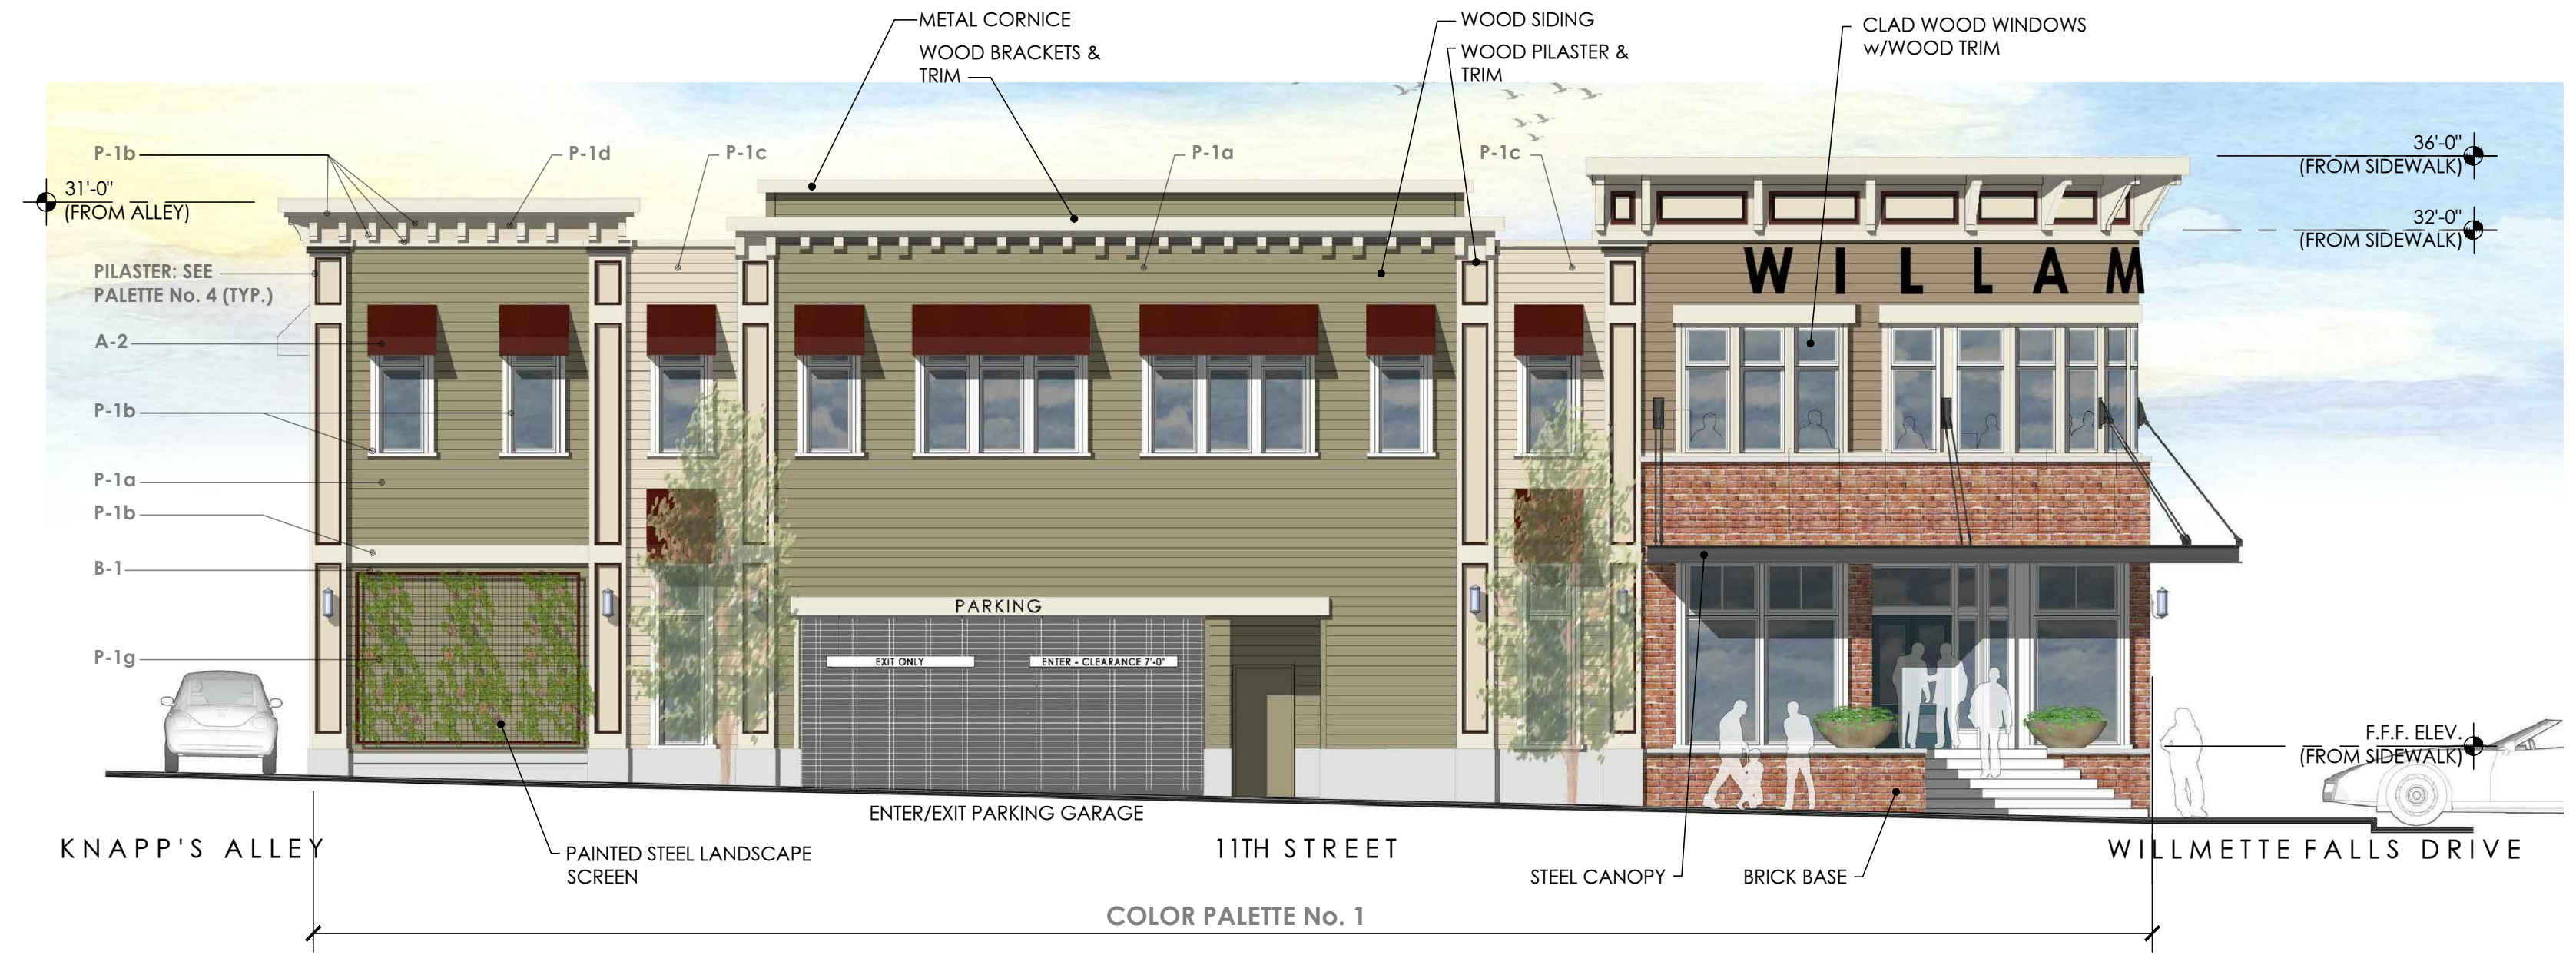 METAL CORNICE
WOOD BRACKETS &
TRIM
WOOD SIDING
WOOD PILASTER &
TRIM
CLAD WOOD WINDOWS
w/WOOD TRIM
P-1b
P-1d
P-1c
P-1a
P-1c
36'-0"
(FROM SIDEWALK)
31'-0"
(FROM ALLEY)
32'-0"
(FROM SIDEWALK)
PILASTER: SEE
PALETTE No. 4 (TYP.)
WILLAM
A-2
P-1b
P-1a
P-1b
B-1
PARKING
P-1g
EXIT ONLY
ENTER - CLEARANCE 7'-0"
F.F.F. ELEV.
(FROM SIDEWALK)
ENTER/EXIT PARKING GARAGE
KNAPP'S ALLEY
11TH STREET
WILLMETTE FALLS DRIVE
PAINTED STEEL LANDSCAPE
SCREEN
STEEL CANOPY
BRICK BASE
COLOR PALETTE No. 1